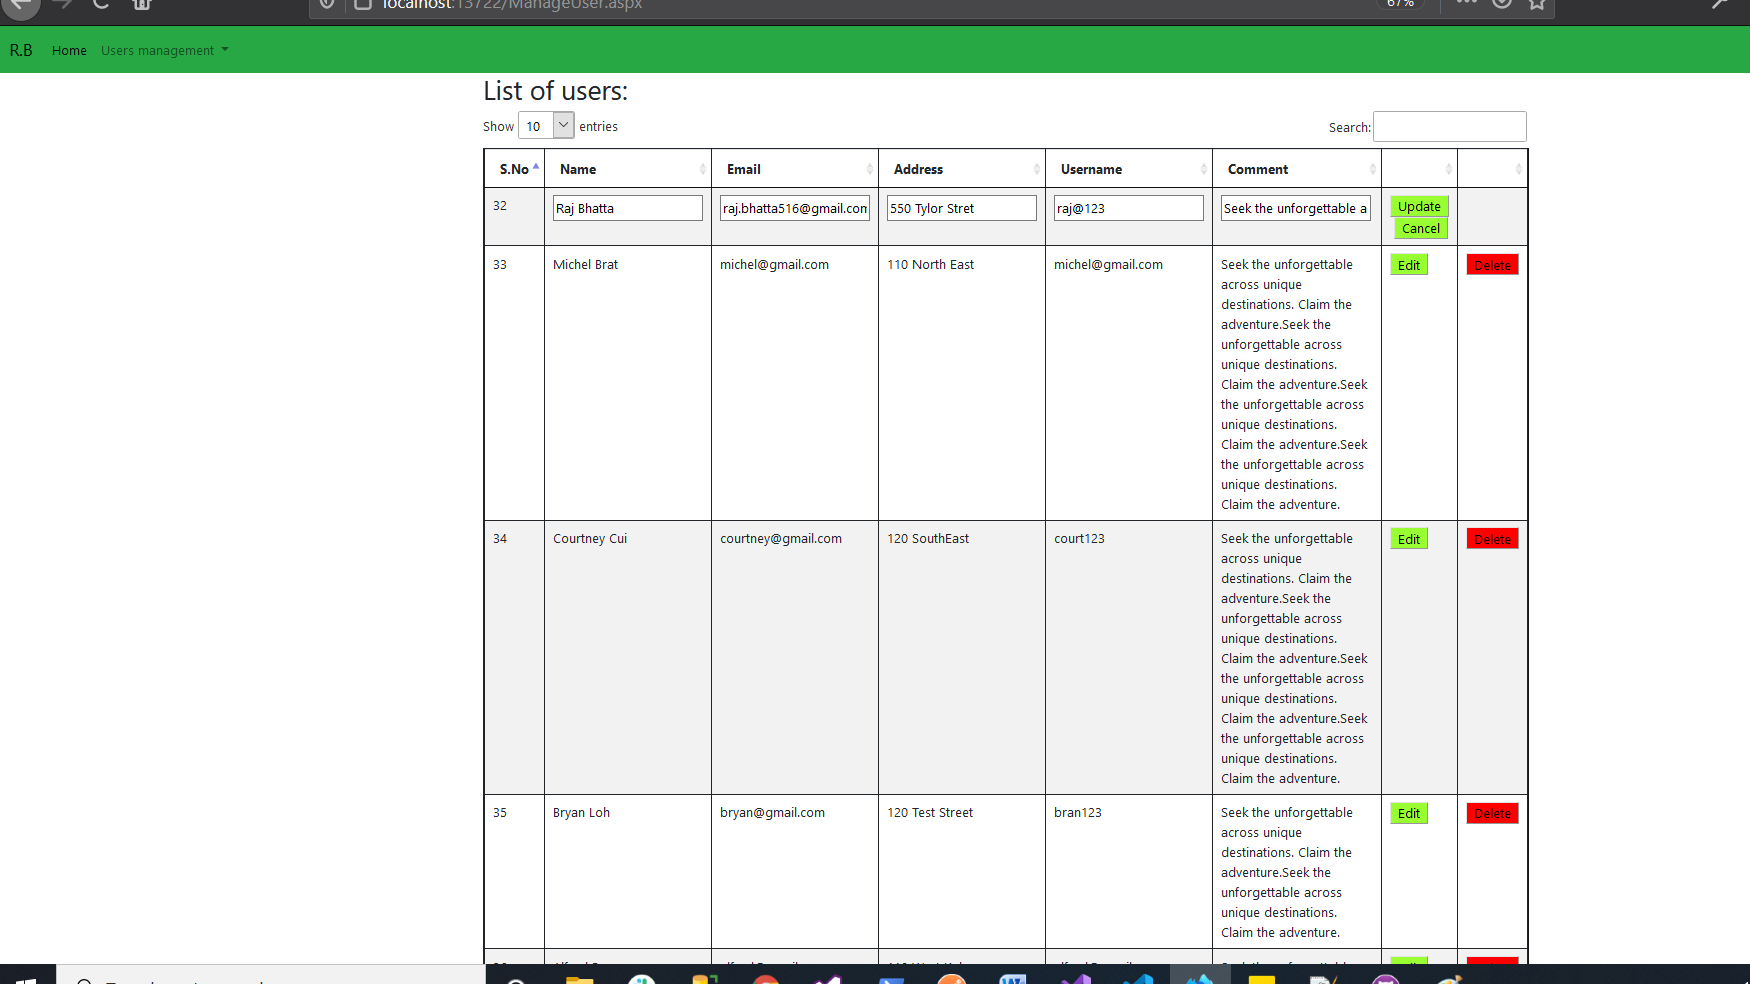 localhost:13722/ManageUser.aspx
67%
R.B Home Users management
List of users:
Show 10 entries
Search:
S.No Name Email Address Username Comment
32 Raj Bhatta raj.bhatta516@gmail.com 550 Tylor Stret raj@123 Seek the unforgettable a Update
Cancel
33 Michel Brat michel@gmail.com 110 North East michel@gmail.com Seek the unforgettable Edit Delete
across unique
destinations. Claim the
adventure.Seek the
unforgettable across
unique destinations.
Claim the adventure.Seek
the unforgettable across
unique destinations.
Claim the adventure.Seek
the unforgettable across
unique destinations.
Claim the adventure.
34 Courtney Cui courtney@gmail.com 120 SouthEast court123 Seek the unforgettable Edit Delete
across unique
destinations. Claim the
adventure.Seek the
unforgettable across
unique destinations.
Claim the adventure.Seek
the unforgettable across
unique destinations.
Claim the adventure.Seek
the unforgettable across
unique destinations.
Claim the adventure.
35 Bryan Loh bryan@gmail.com 120 Test Street bran123 Seek the unforgettable Edit Delete
across unique
destinations. Claim the
adventure.Seek the
unforgettable across
unique destinations.
Claim the adventure.